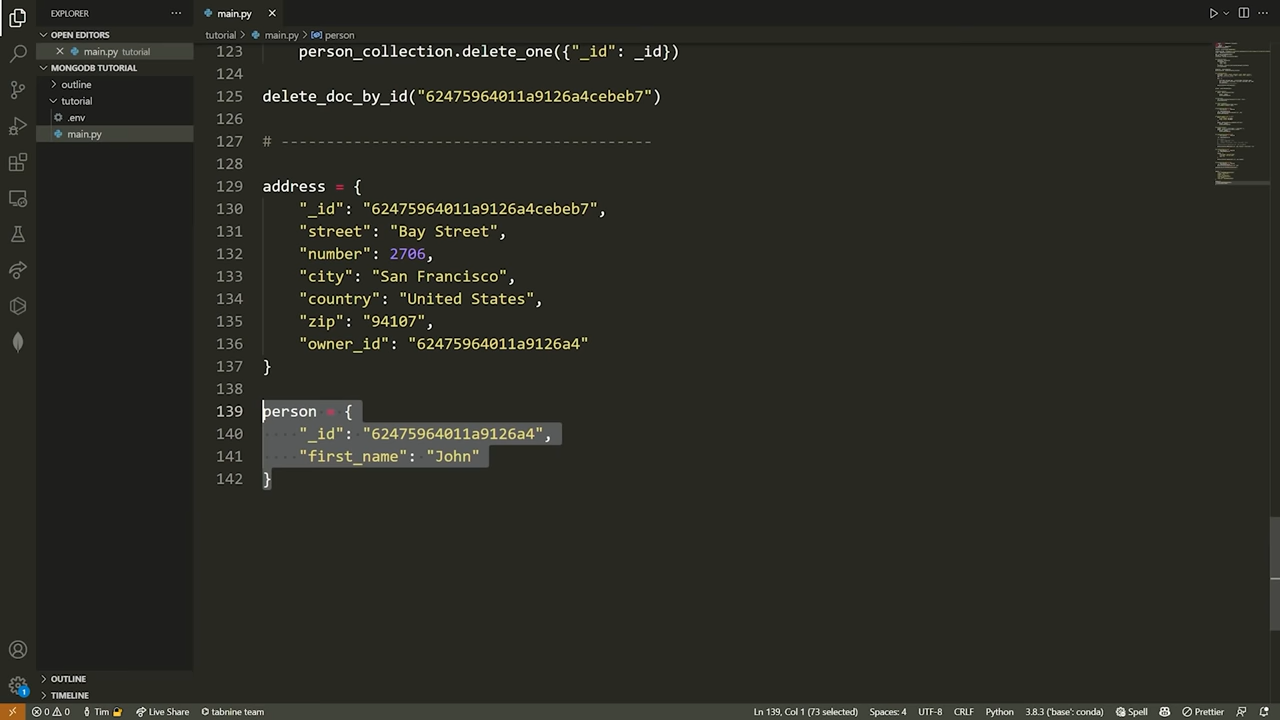 EXPLORER
OPEN EDITORS
main.py tutorial
MONGODB TUTORIAL
outline
tutorial
.env
main.py
OUTLINE
TIMELINE
main.py
tutorial > main.py > person
123 person_collection.delete_one({"_id": _id})
124
125 delete_doc_by_id("62475964011a9126a4cebeb7")
126
127 # -----------------------------------------
128
129 address = {
130 "_id": "62475964011a9126a4cebeb7",
131 "street": "Bay Street",
132 "number": 2706,
133 "city": "San Francisco",
134 "country": "United States",
135 "zip": "94107",
136 "owner_id": "62475964011a9126a4"
137 }
138
139 person = {
140 "_id": "62475964011a9126a4",
141 "first_name": "John"
142 }
1
0 0 Tim Live Share tabnine team Ln 139, Col 1 (73 selected) Spaces: 4 UTF-8 CRLF Python 3.8.3 ('base': conda) Spell Prettier